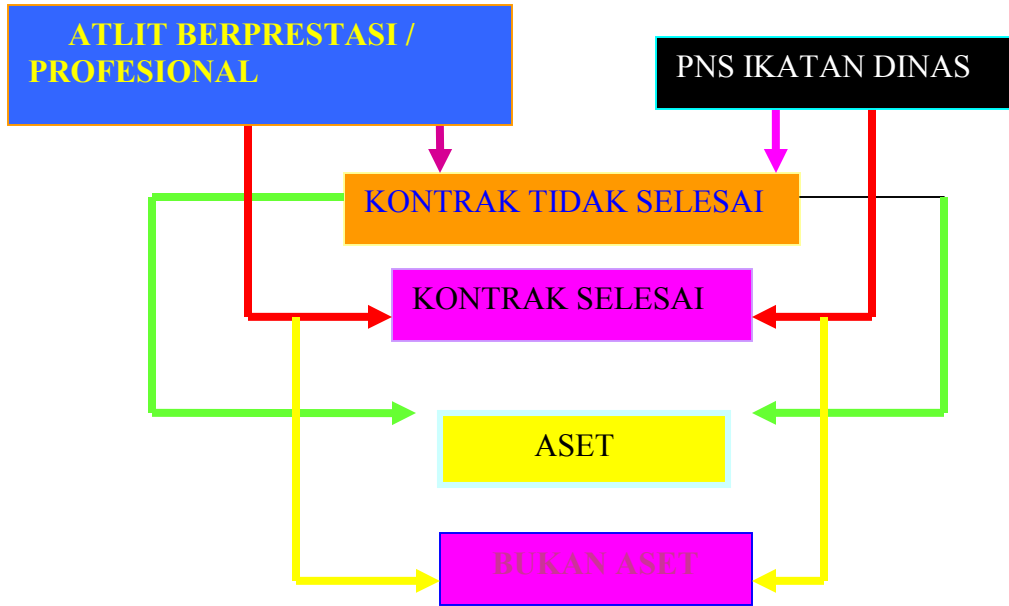 ATLIT BERPRESTASI /
PROFESIONAL
PNS IKATAN DINAS
KONTRAK TIDAK SELESAI
KONTRAK SELESAI
ASET
BUKAN ASET